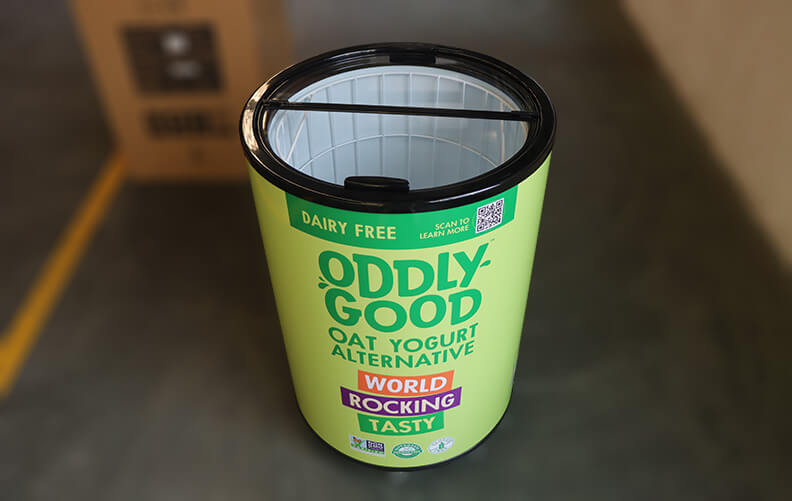 DAIRY FREE
SCAN TO
LEARN MORE
ODDLY-
GOOD
OAT YOGURT
ALTERNATIVE
WORLD
ROCKING
TASTY